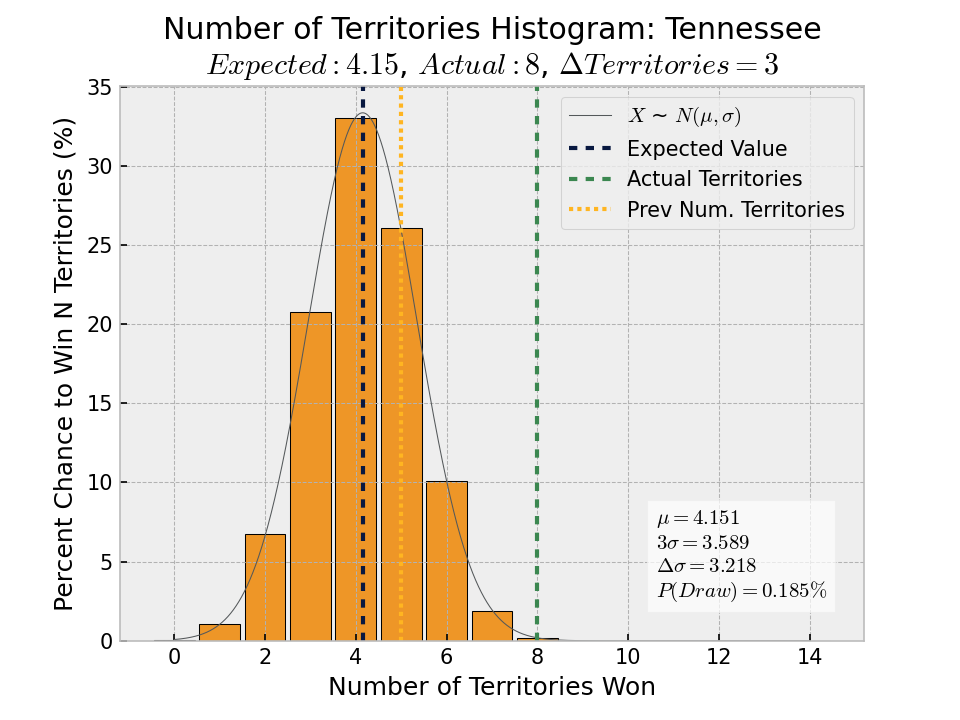 Number of Territories Histogram: Tennessee
Expected : 4.15, Actual : 8, ΔTerritories = 3
Percent Chance to Win N Territories (%)
35
30
25
20
15
10
5
0
X ~ N(μ, σ)
Expected Value
Actual Territories
Prev Num. Territories
μ = 4.151
3σ = 3.589
Δσ = 3.218
P(Draw) = 0.185%
0 2 4 6 8 10 12 14
Number of Territories Won